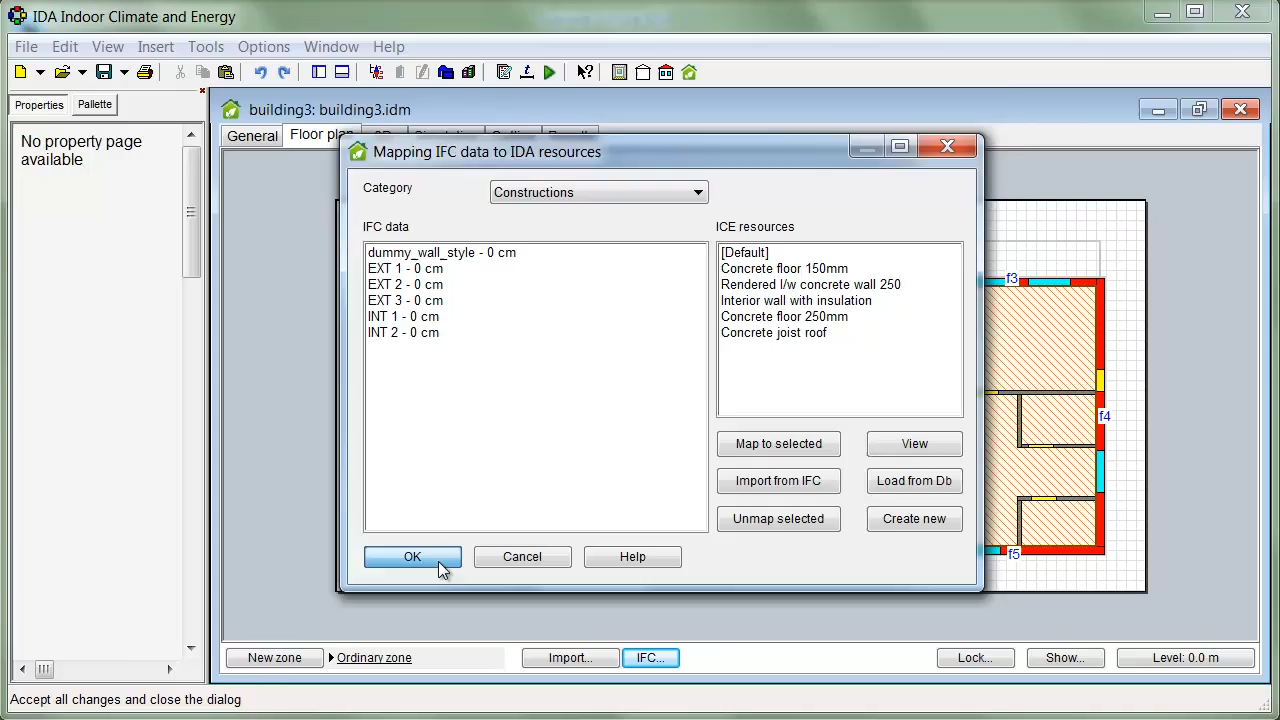 IDA Indoor Climate and Energy
File Edit View Insert Tools Options Window Help
Properties Palette
No property page
available
building3: building3.idm
General Floor plan
Mapping IFC data to IDA resources
Category Constructions
IFC data ICE resources
dummy_wall_style - 0 cm [Default]
EXT 1 - 0 cm Concrete floor 150mm
EXT 2 - 0 cm Rendered l/w concrete wall 250
EXT 3 - 0 cm Interior wall with insulation
INT 1 - 0 cm Concrete floor 250mm
INT 2 - 0 cm Concrete joist roof
f3
f4
Map to selected View
Import from IFC Load from Db
Unmap selected Create new
f5
OK Cancel Help
New zone Ordinary zone Import... IFC... Lock... Show... Level: 0.0 m
Accept all changes and close the dialog